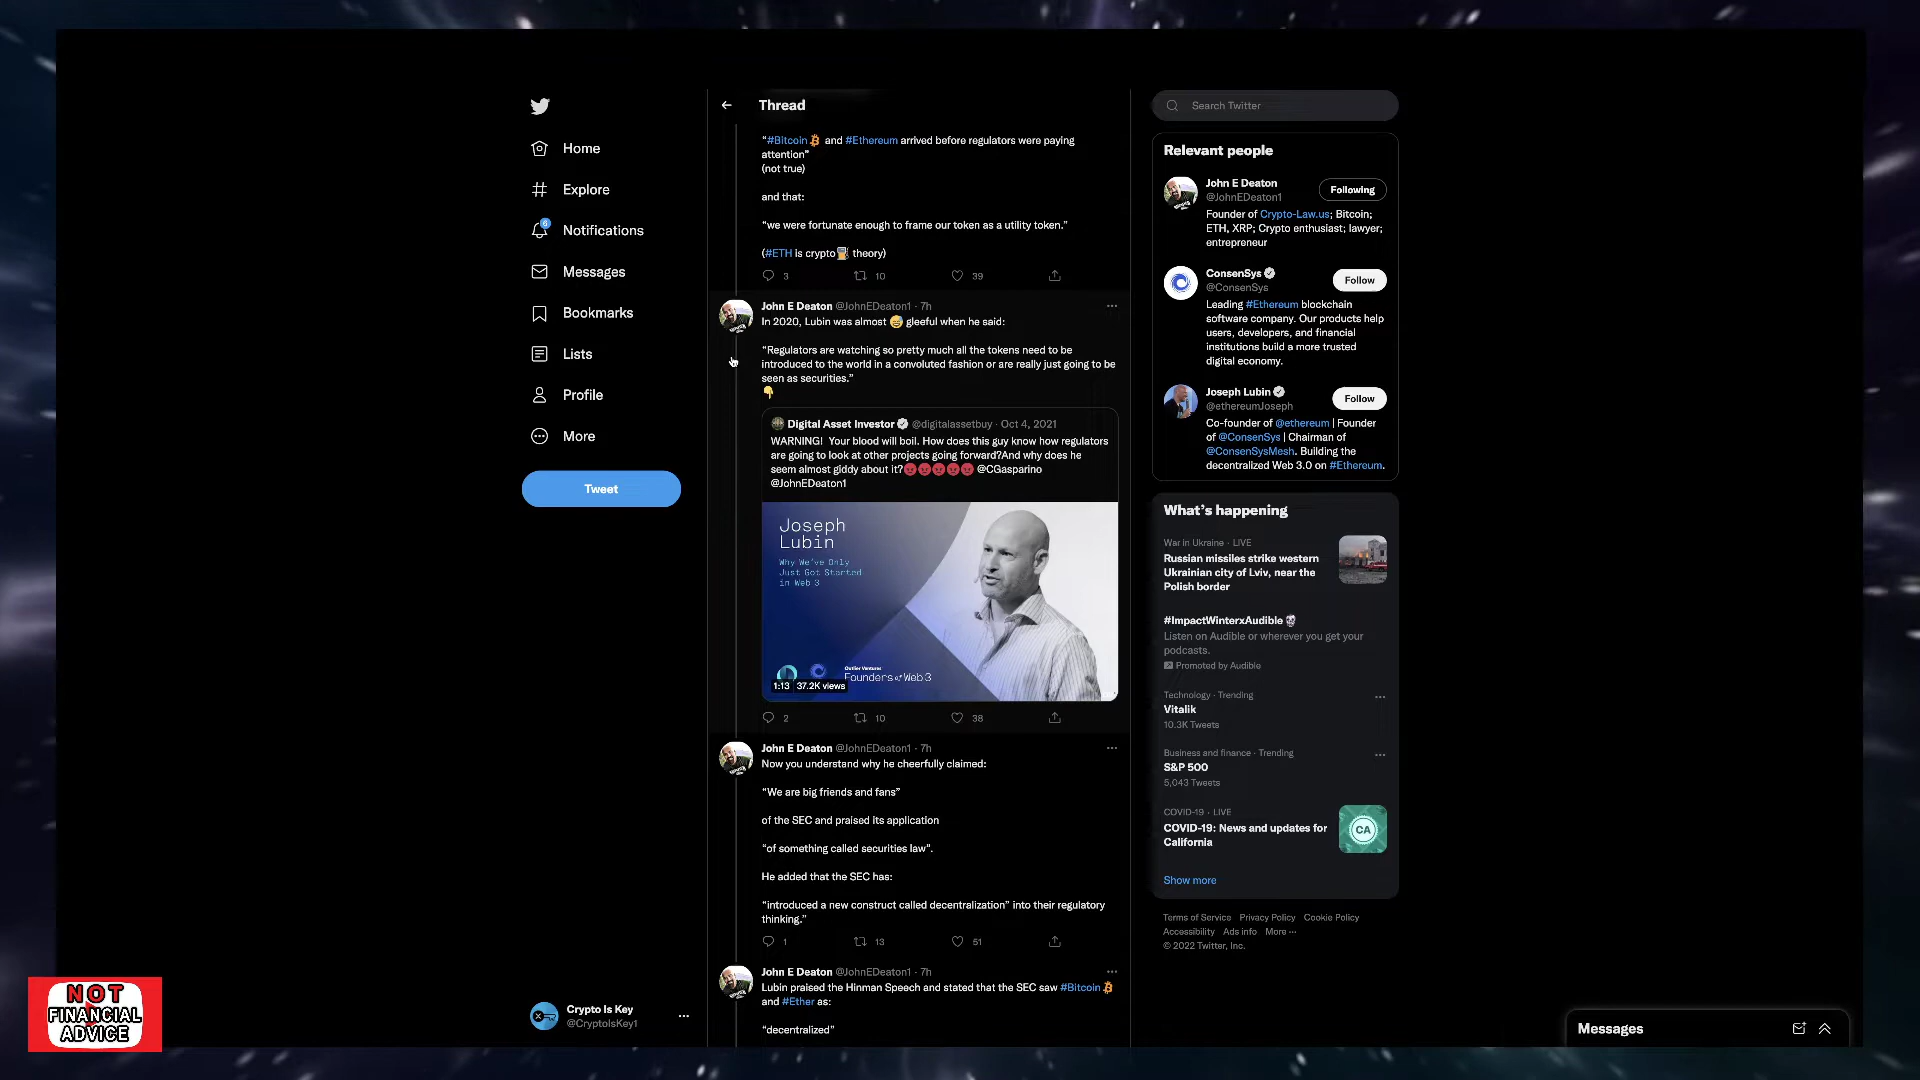 Home
Explore
6
Notifications
Messages
Bookmarks
Lists
Profile
More
Tweet
Crypto Is Key
@CryptoIsKey1
NOT
FINANCIAL
ADVICE
Thread
“#Bitcoin and #Ethereum arrived before regulators were paying
attention”
(not true)
and that:
“we were fortunate enough to frame our token as a utility token.”
(#ETH is crypto theory)
3 10 39
John E Deaton @JohnEDeaton1 · 7h
In 2020, Lubin was almost gleeful when he said:
“Regulators are watching so pretty much all the tokens need to be
introduced to the world in a convoluted fashion or are really just going to be
seen as securities.”
Digital Asset Investor @digitalassetbuy · Oct 4, 2021
WARNING! Your blood will boil. How does this guy know how regulators
are going to look at other projects going forward?And why does he
seem almost giddy about it? @CGasparino
@JohnEDeaton1
Joseph
Lubin
Why We’ve Only
Just Got Started
in Web 3
Outlier Ventures
Founders of Web 3
1:13 37.2K views
2 10 38
John E Deaton @JohnEDeaton1 · 7h
Now you understand why he cheerfully claimed:
“We are big friends and fans”
of the SEC and praised its application
“of something called securities law”.
He added that the SEC has:
“introduced a new construct called decentralization” into their regulatory
thinking.”
1 13 51
John E Deaton @JohnEDeaton1 · 7h
Lubin praised the Hinman Speech and stated that the SEC saw #Bitcoin
and #Ether as:
“decentralized”
Search Twitter
Relevant people
John E Deaton
@JohnEDeaton1
Following
Founder of Crypto-Law.us; Bitcoin;
ETH, XRP; Crypto enthusiast; lawyer;
entrepreneur
ConsenSys
@ConsenSys
Follow
Leading #Ethereum blockchain
software company. Our products help
users, developers, and financial
institutions build a more trusted
digital economy.
Joseph Lubin
@ethereumJoseph
Follow
Co-founder of @ethereum | Founder
of @ConsenSys | Chairman of
@ConsenSysMesh. Building the
decentralized Web 3.0 on #Ethereum.
What’s happening
War in Ukraine · LIVE
Russian missiles strike western
Ukrainian city of Lviv, near the
Polish border
#ImpactWinterxAudible
Listen on Audible or wherever you get your
podcasts.
Promoted by Audible
Technology · Trending
Vitalik
10.3K Tweets
Business and finance · Trending
S&P 500
5,043 Tweets
COVID-19 · LIVE
COVID-19: News and updates for
California
CA
Show more
Terms of Service Privacy Policy Cookie Policy
Accessibility Ads info More ···
© 2022 Twitter, Inc.
Messages